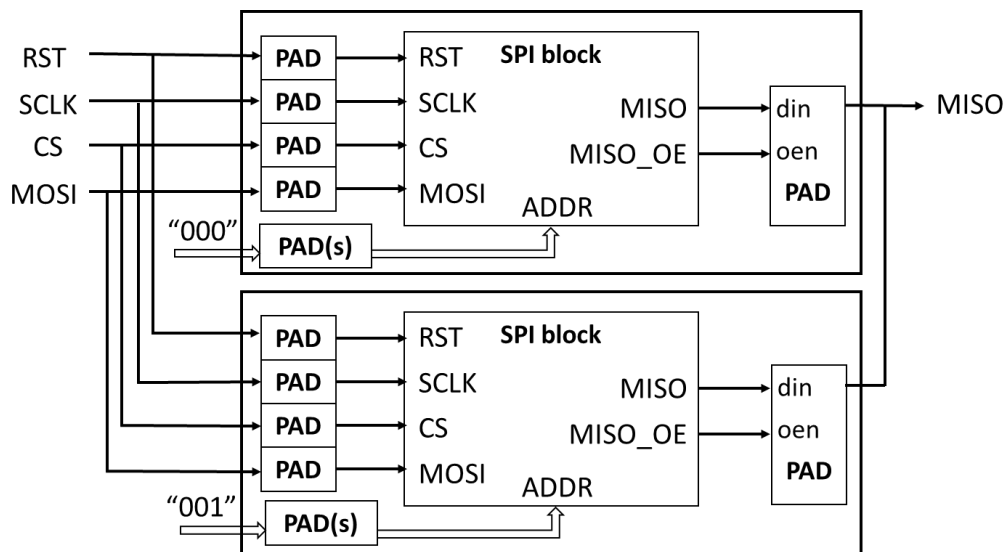 RST
SCLK
CS
MOSI
"000"
PAD
PAD
PAD
PAD
PAD(s)
RST
SCLK
CS
MOSI
SPI block
MISO
MISO_OE
ADDR
din
oen
PAD
MISO
"001"
PAD
PAD
PAD
PAD
PAD(s)
RST
SCLK
CS
MOSI
SPI block
MISO
MISO_OE
ADDR
din
oen
PAD